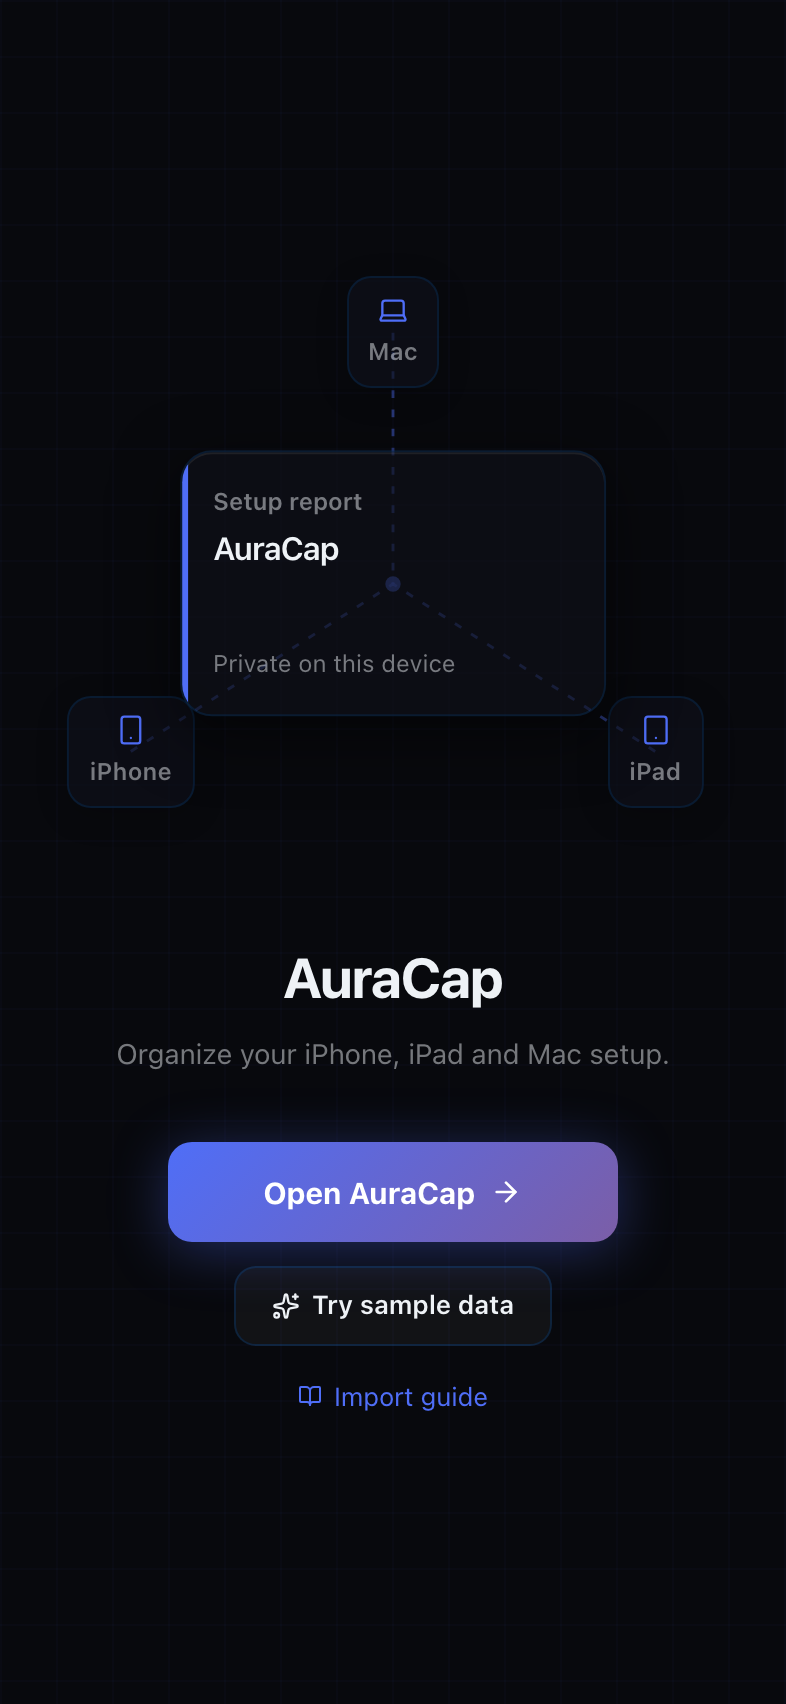 Mac
Setup report
AuraCap
Private on this device
iPhone
iPad
AuraCap
Organize your iPhone, iPad and Mac setup.
Open AuraCap
Try sample data
Import guide